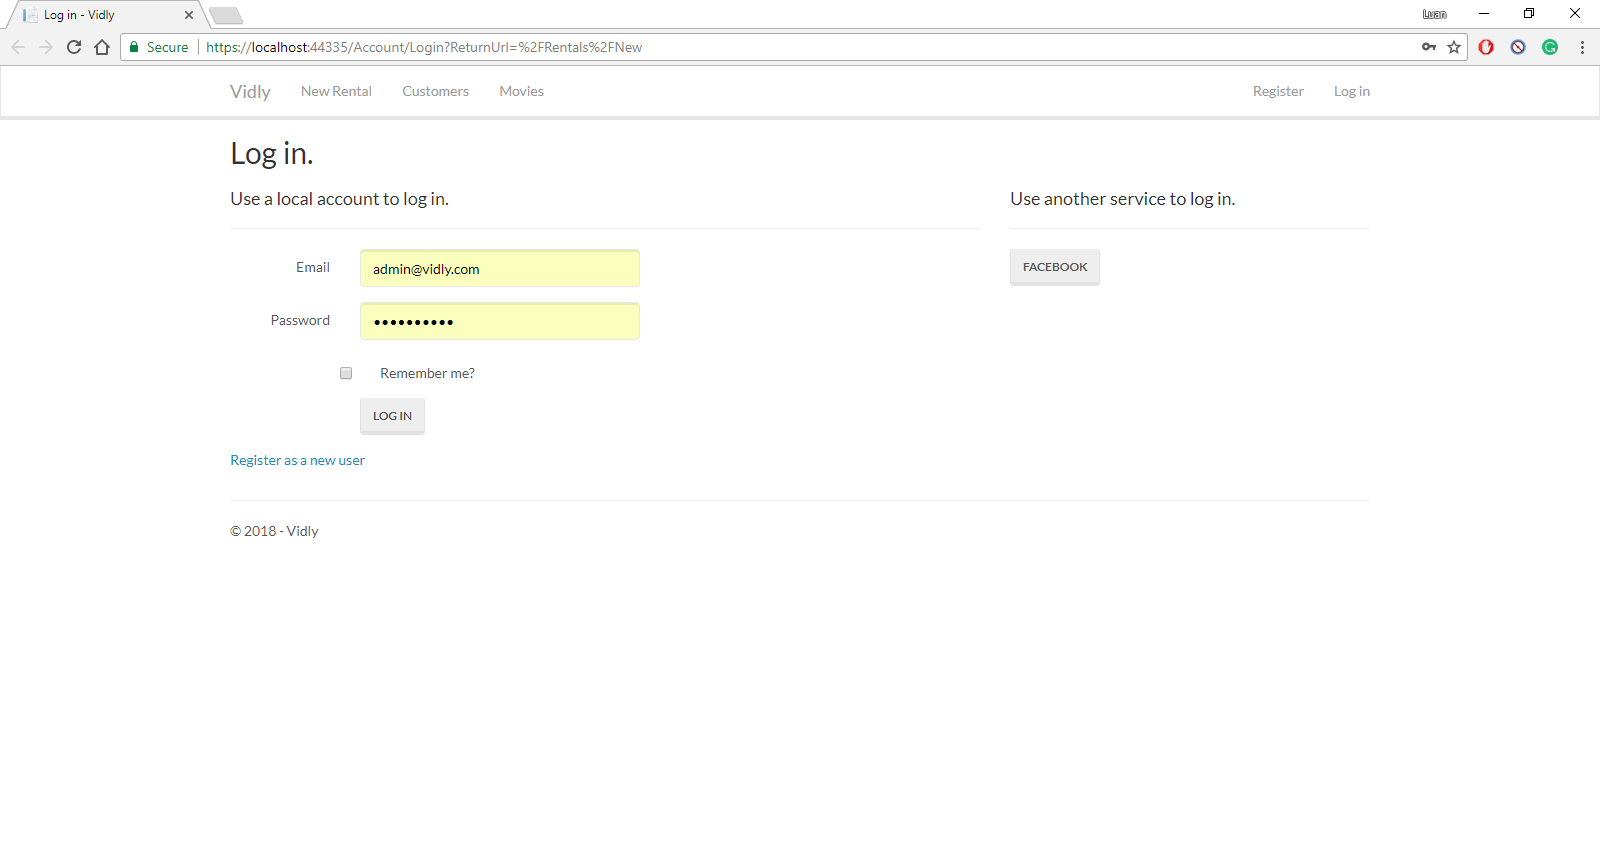 Log in - Vidly
Luan
Secure https://localhost:44335/Account/Login?ReturnUrl=%2FRentals%2FNew
Vidly New Rental Customers Movies Register Log in
Log in.
Use a local account to log in. Use another service to log in.
Email admin@vidly.com FACEBOOK
Password ••••••••••
Remember me?
LOG IN
Register as a new user
© 2018 - Vidly